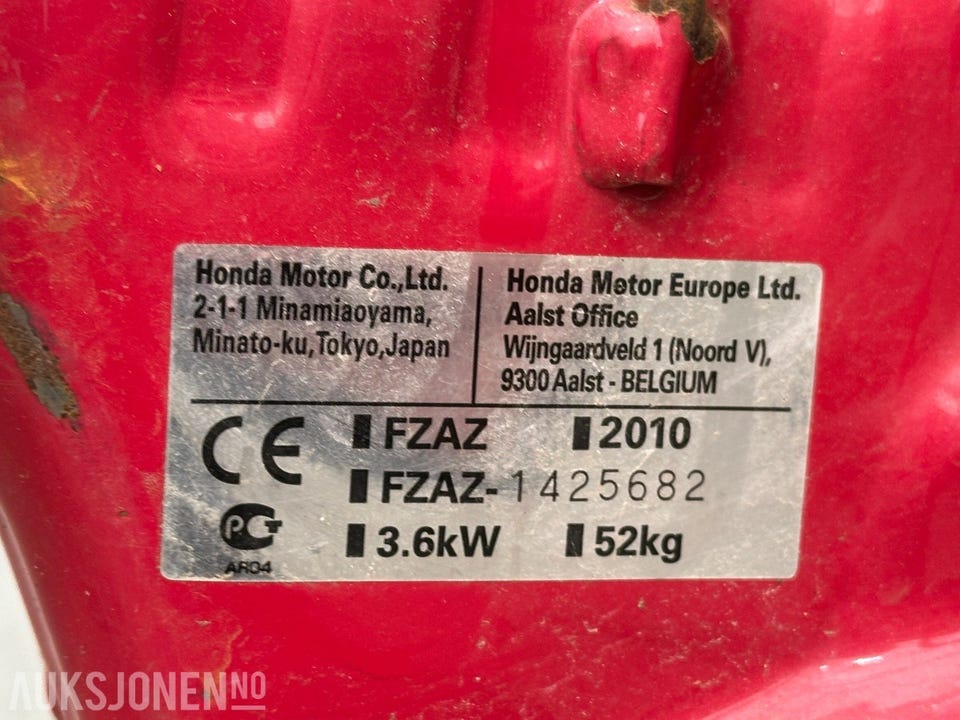 Honda Motor Co.,Ltd.
2-1-1 Minamiaoyama,
Minato-ku,Tokyo,Japan
Honda Motor Europe Ltd.
Aalst Office
Wijngaardveld 1 (Noord V),
9300 Aalst - BELGIUM
CE
FZAZ 2010
FZAZ-1425682
3.6kW 52kg
РСТ
AR04
AUKSJONEN.NO